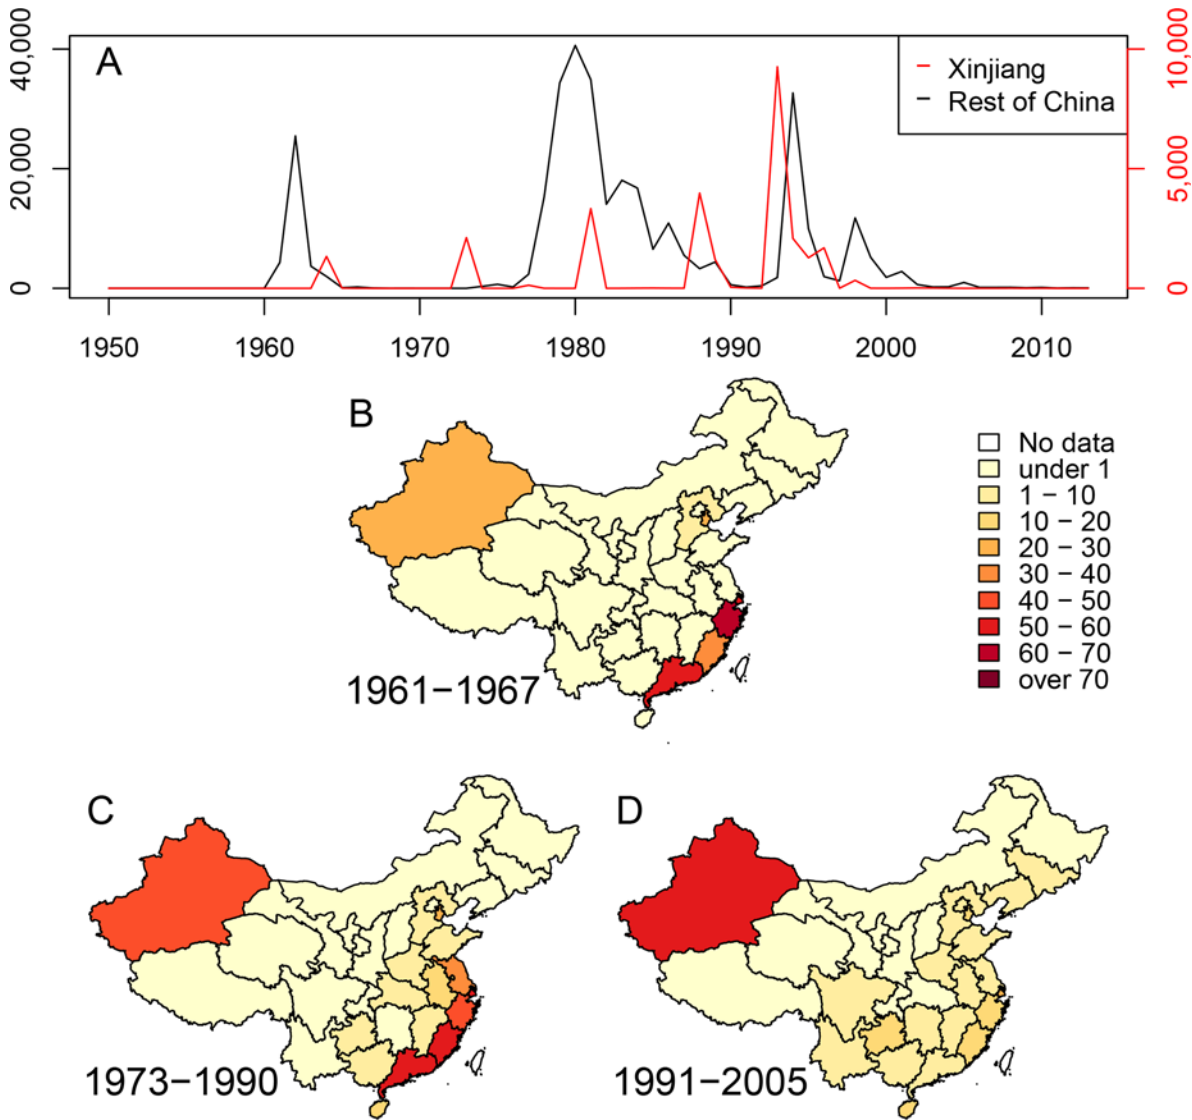 A
40,000
20,000
0
10,000
5,000
0
Xinjiang
Rest of China
1950 1960 1970 1980 1990 2000 2010
B
1961−1967
No data
under 1
1 − 10
10 − 20
20 − 30
30 − 40
40 − 50
50 − 60
60 − 70
over 70
C
1973−1990
D
1991−2005